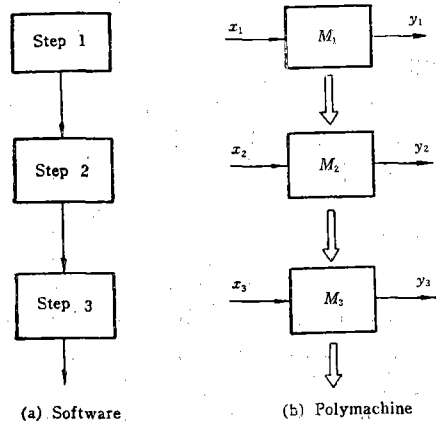 Step 1
Step 2
Step 3
(a) Software
x₁ M₁ y₁
x₂ M₂ y₂
x₃ M₃ y₃
(b) Polymachine